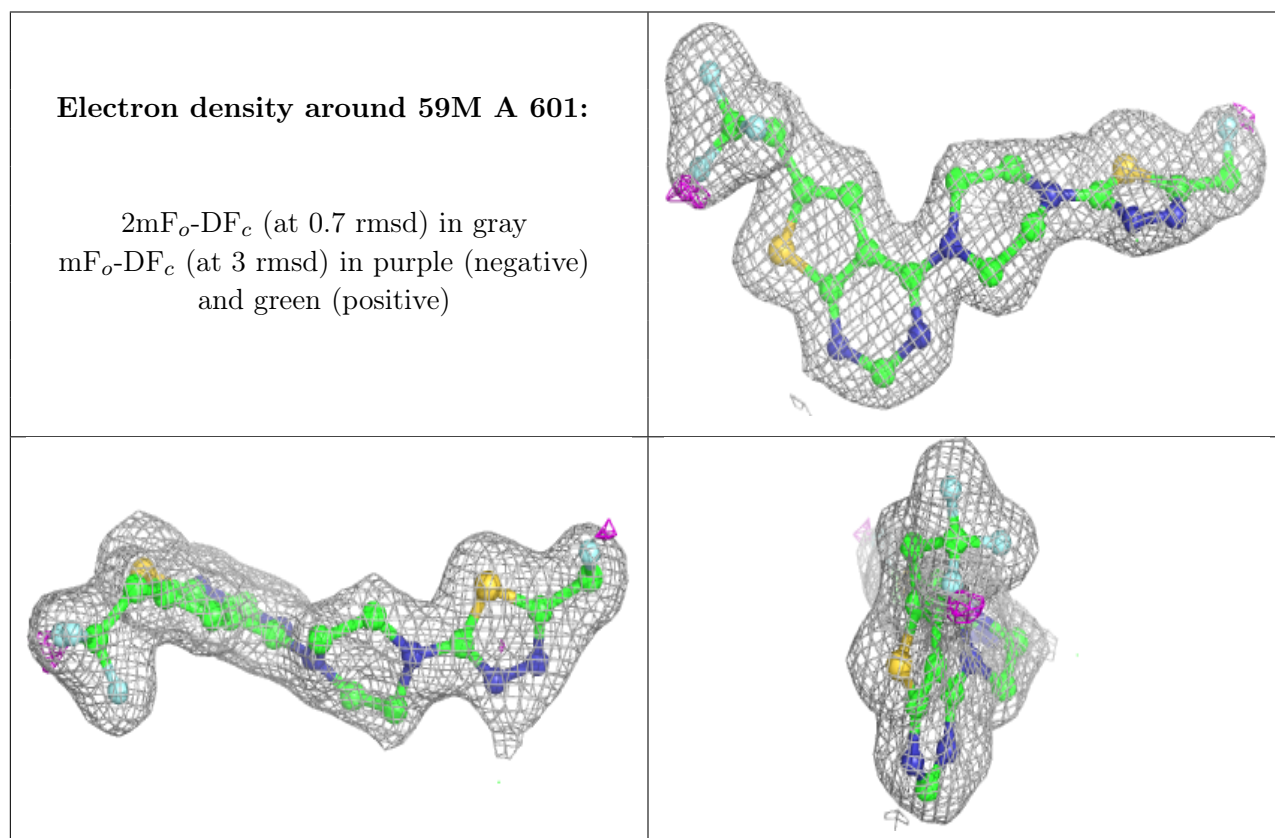 Electron density around 59M A 601:
2mFo-DFc (at 0.7 rmsd) in gray
mFo-DFc (at 3 rmsd) in purple (negative)
and green (positive)